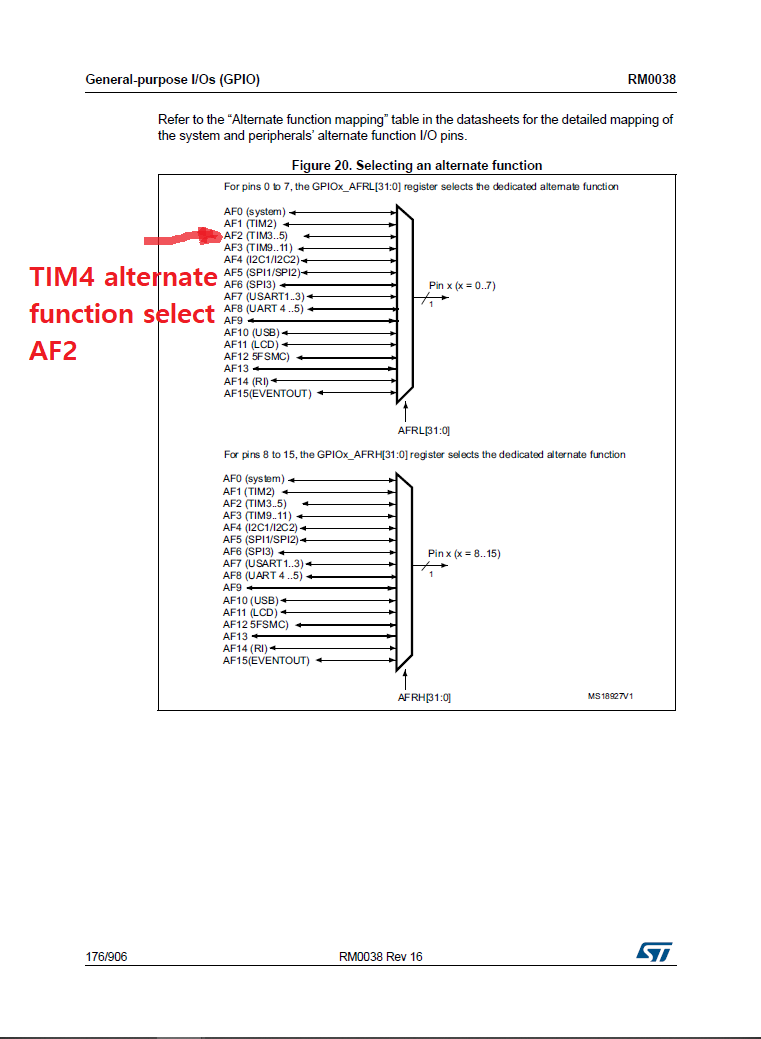 General-purpose I/Os (GPIO) RM0038
Refer to the “Alternate function mapping” table in the datasheets for the detailed mapping of
the system and peripherals’ alternate function I/O pins.
Figure 20. Selecting an alternate function
For pins 0 to 7, the GPIOx_AFRL[31:0] register selects the dedicated alternate function
AF0 (system)
AF1 (TIM2)
AF2 (TIM3..5)
AF3 (TIM9..11)
AF4 (I2C1/I2C2)
AF5 (SPI1/SPI2)
AF6 (SPI3)
AF7 (USART1..3)
AF8 (UART 4 ..5)
AF9
AF10 (USB)
AF11 (LCD)
AF12 5FSMC)
AF13
AF14 (RI)
AF15(EVENTOUT)
Pin x (x = 0..7)
1
AFRL[31:0]
TIM4 alternate
function select
AF2
For pins 8 to 15, the GPIOx_AFRH[31:0] register selects the dedicated alternate function
AF0 (system)
AF1 (TIM2)
AF2 (TIM3..5)
AF3 (TIM9..11)
AF4 (I2C1/I2C2)
AF5 (SPI1/SPI2)
AF6 (SPI3)
AF7 (USART1..3)
AF8 (UART 4 ..5)
AF9
AF10 (USB)
AF11 (LCD)
AF12 5FSMC)
AF13
AF14 (RI)
AF15(EVENTOUT)
Pin x (x = 8..15)
1
AFRH[31:0]
MS18927V1
176/906 RM0038 Rev 16
ST